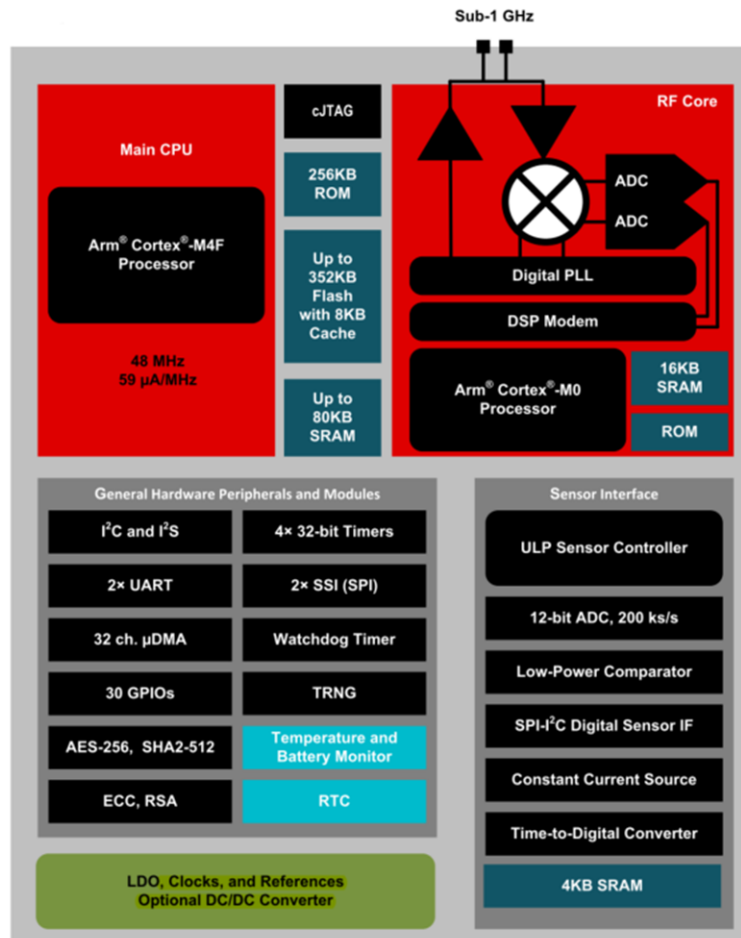 Sub-1 GHz
Main CPU
Arm® Cortex®-M4F
Processor
48 MHz
59 µA/MHz
cJTAG
256KB
ROM
Up to
352KB
Flash
with 8KB
Cache
Up to
80KB
SRAM
RF Core
ADC
ADC
Digital PLL
DSP Modem
Arm® Cortex®-M0
Processor
16KB
SRAM
ROM
General Hardware Peripherals and Modules
I²C and I²S
4× 32-bit Timers
2× UART
2× SSI (SPI)
32 ch. µDMA
Watchdog Timer
30 GPIOs
TRNG
AES-256, SHA2-512
Temperature and
Battery Monitor
ECC, RSA
RTC
LDO, Clocks, and References
Optional DC/DC Converter
Sensor Interface
ULP Sensor Controller
12-bit ADC, 200 ks/s
Low-Power Comparator
SPI-I²C Digital Sensor IF
Constant Current Source
Time-to-Digital Converter
4KB SRAM